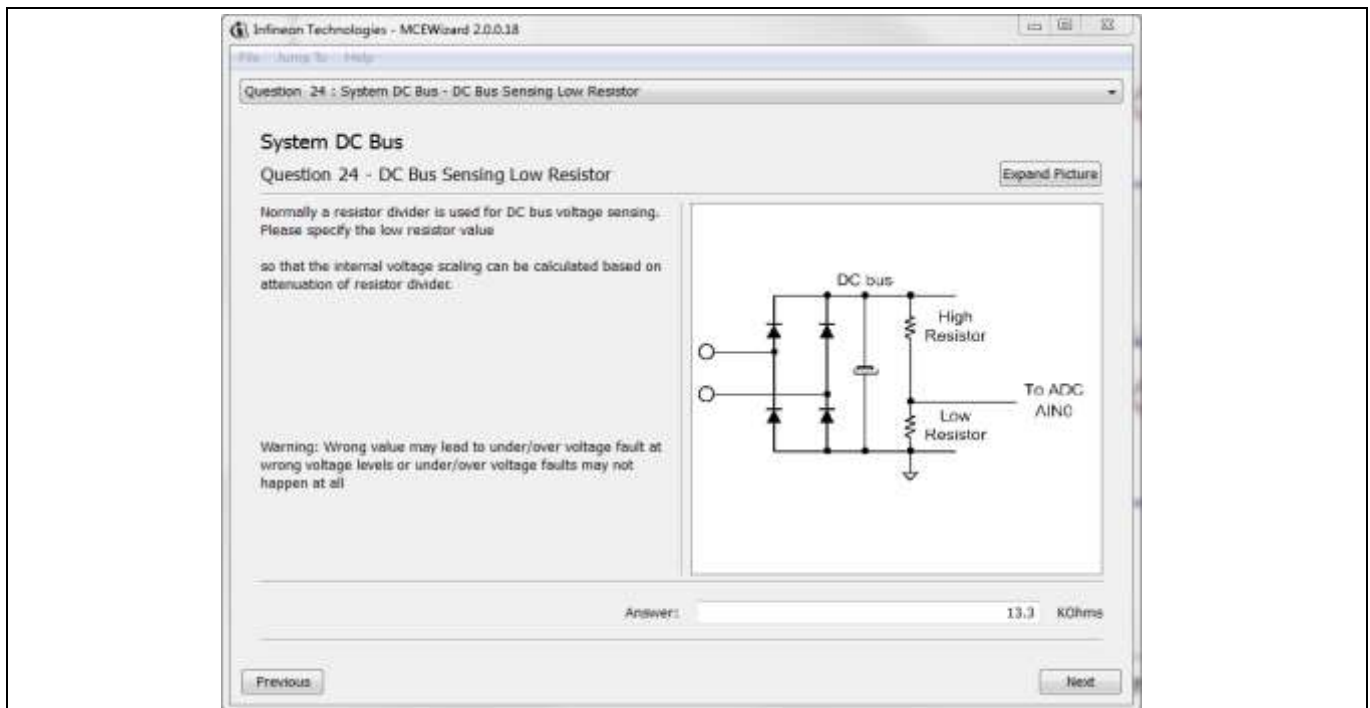 Infineon Technologies - MCEWizard 2.0.0.18
File Jump To Help
Question 24 : System DC Bus - DC Bus Sensing Low Resistor
System DC Bus
Question 24 - DC Bus Sensing Low Resistor
Expand Picture
Normally a resistor divider is used for DC bus voltage sensing.
Please specify the low resistor value
so that the internal voltage scaling can be calculated based on
attenuation of resistor divider.
Warning: Wrong value may lead to under/over voltage fault at
wrong voltage levels or under/over voltage faults may not
happen at all
DC bus
High
Resistor
To ADC
AIN0
Low
Resistor
Answer:
13.3 KOhms
Previous
Next